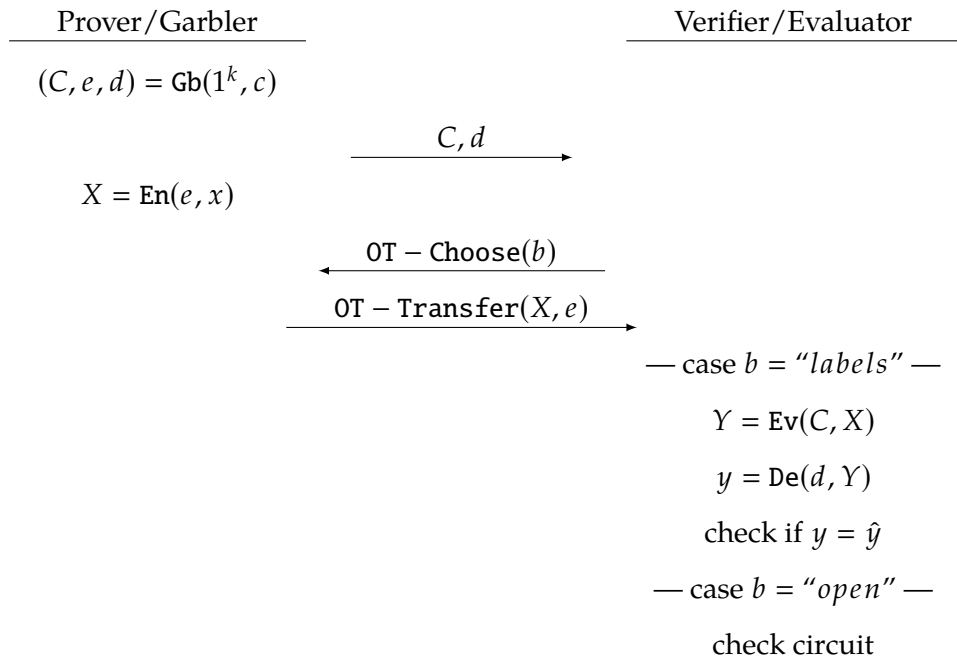 Prover/Garbler
Verifier/Evaluator
(C, e, d) = Gb(1^k, c)
C, d
X = En(e, x)
OT − Choose(b)
OT − Transfer(X, e)
— case b = “labels” —
Y = Ev(C, X)
y = De(d, Y)
check if y = ŷ
— case b = “open” —
check circuit